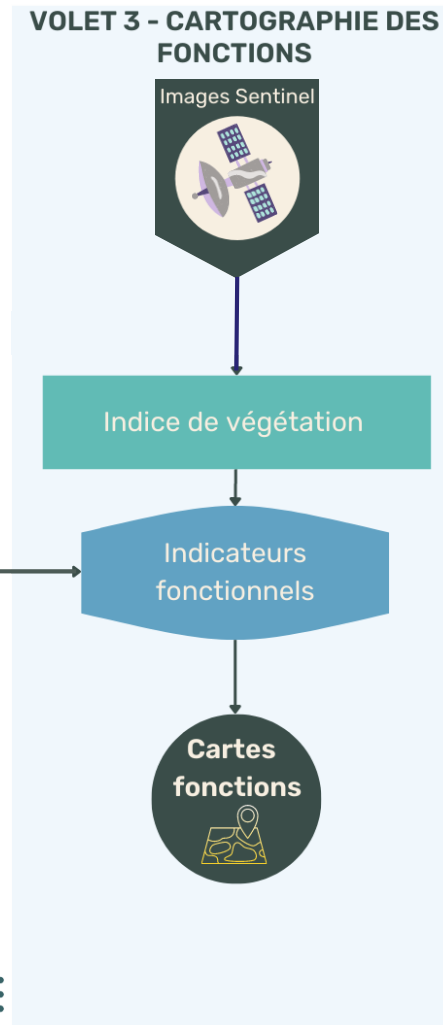 VOLET 3 - CARTOGRAPHIE DES
FONCTIONS
Images Sentinel
Indice de végétation
Indicateurs
fonctionnels
Cartes
fonctions